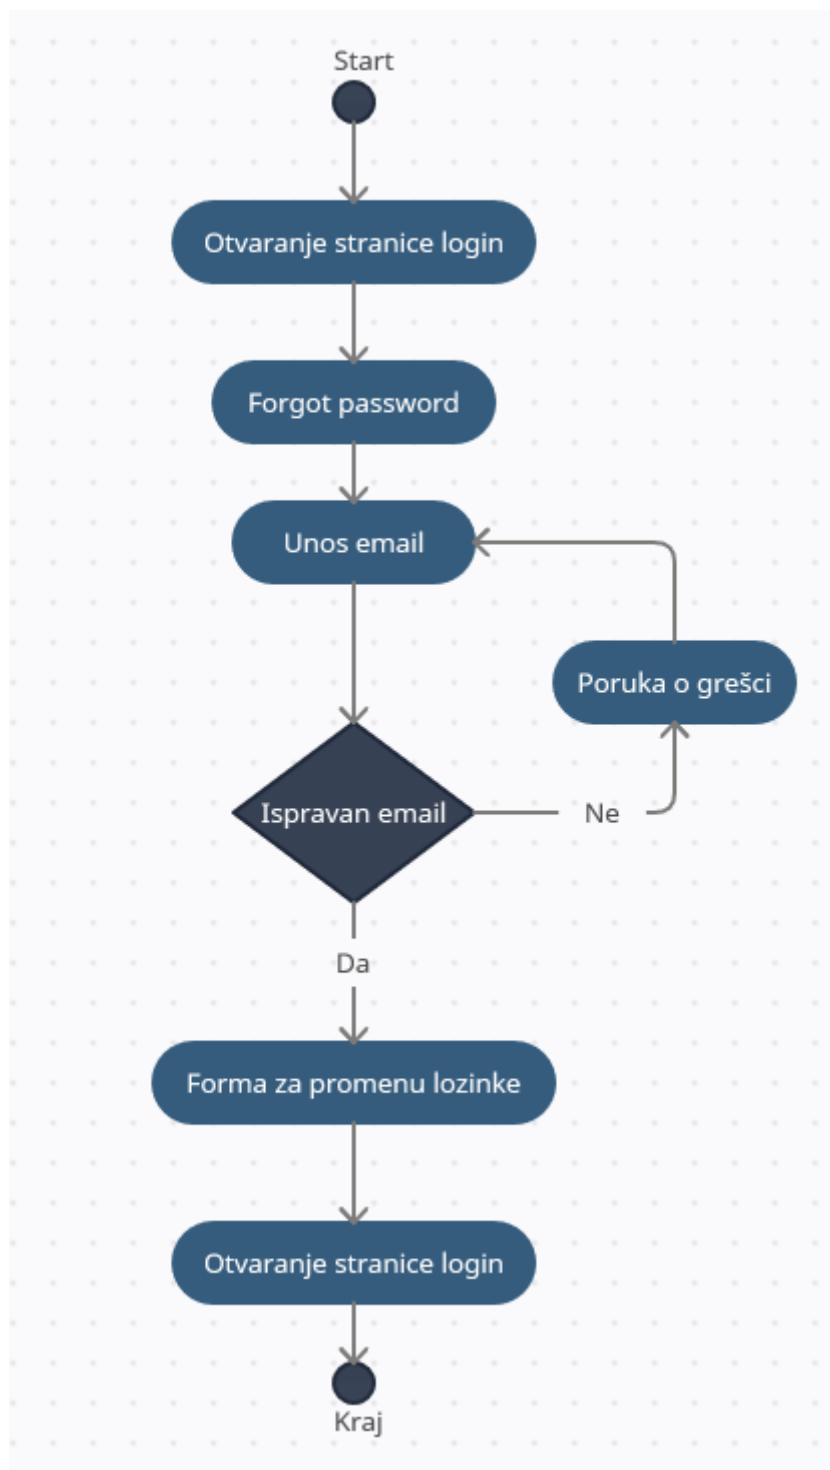 Start
Otvaranje stranice login
Forgot password
Unos email
Poruka o grešci
Ispravan email
Ne
Da
Forma za promenu lozinke
Otvaranje stranice login
Kraj